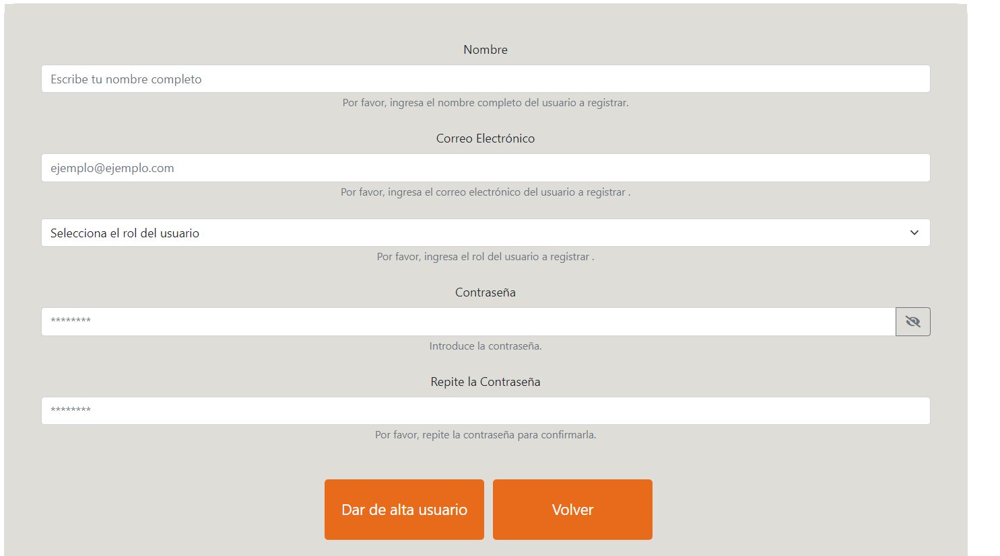 Nombre
Escribe tu nombre completo
Por favor, ingresa el nombre completo del usuario a registrar.
Correo Electrónico
ejemplo@ejemplo.com
Por favor, ingresa el correo electrónico del usuario a registrar .
Selecciona el rol del usuario
Por favor, ingresa el rol del usuario a registrar .
Contraseña
********
Introduce la contraseña.
Repite la Contraseña
********
Por favor, repite la contraseña para confirmarla.
Dar de alta usuario
Volver